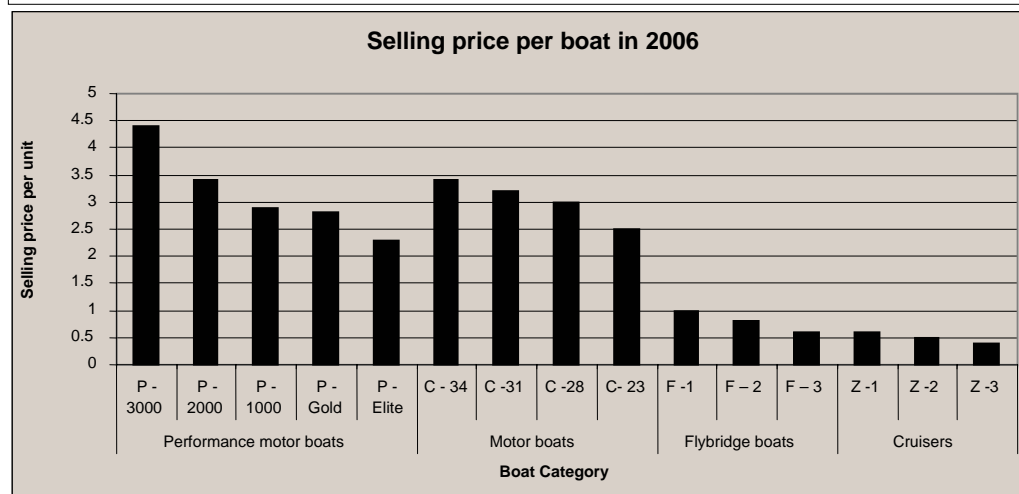 Selling price per boat in 2006
5
4.5
4
3.5
3
2.5
2
1.5
1
0.5
0
Selling price per unit
P - 3000 P - 2000 P - 1000 P - Gold P - Elite C - 34 C -31 C -28 C- 23 F -1 F – 2 F – 3 Z -1 Z -2 Z -3
Performance motor boats Motor boats Flybridge boats Cruisers
Boat Category